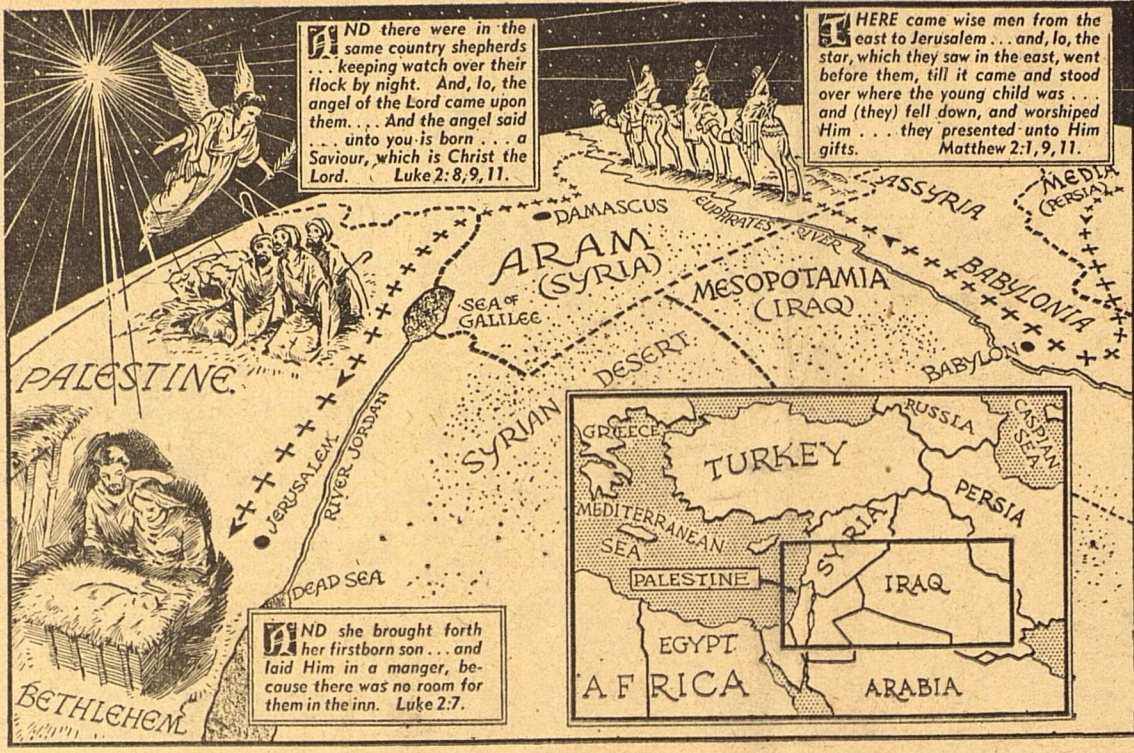 AND there were in the
same country shepherds
... keeping watch over their
flock by night. And, lo, the
angel of the Lord came upon
them.... And the angel said
... unto you is born ... a
Saviour, which is Christ the
Lord. Luke 2:8,9,11.
THERE came wise men from the
east to Jerusalem ... and, lo, the
star, which they saw in the east, went
before them, till it came and stood
over where the young child was ...
and (they) fell down, and worshiped
Him .... they presented unto Him
gifts. Matthew 2:1,9,11.
ASSYRIA
MEDIA
(PERSIA)
DAMASCUS
EUPHRATES RIVER
ARAM
(SYRIA)
MESOPOTAMIA
(IRAQ)
BABYLONIA
BABYLON
SEA OF
GALILEE
PALESTINE
SYRIAN DESERT
JERUSALEM
RIVER JORDAN
DEAD SEA
BETHLEHEM
AND she brought forth
her firstborn son ... and
laid Him in a manger, be-
cause there was no room for
them in the inn. Luke 2:7.
GREECE
TURKEY
RUSSIA
CASPIAN
SEA
PERSIA
MEDITERRANEAN
SEA
SYRIA
PALESTINE
IRAQ
EGYPT
AFRICA
ARABIA